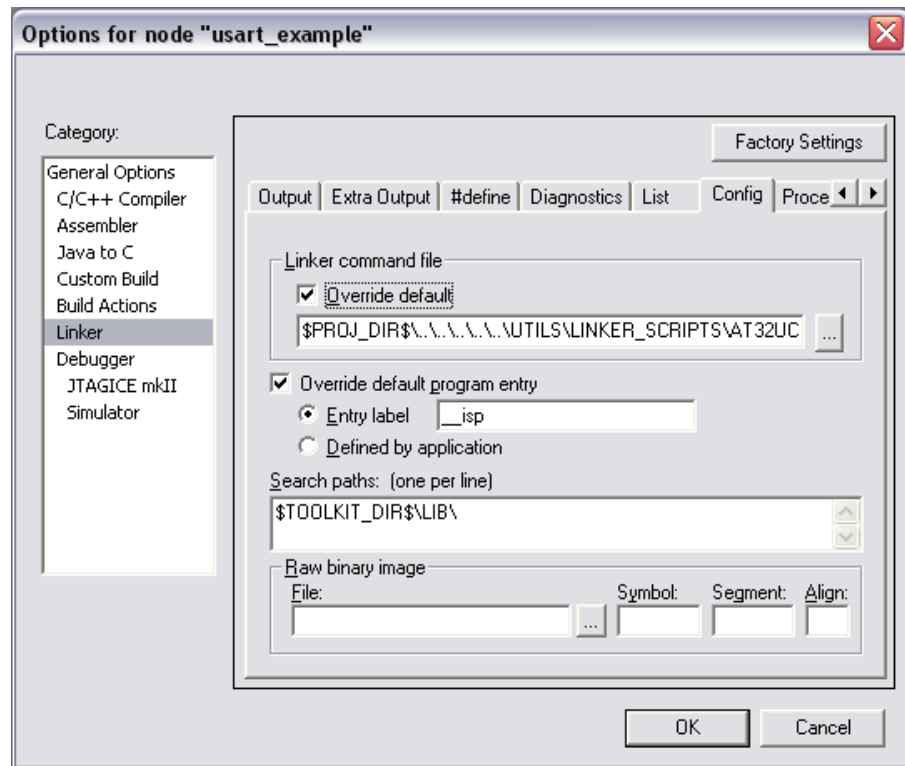 Options for node "usart_example"
Category:
General Options
C/C++ Compiler
Assembler
Java to C
Custom Build
Build Actions
Linker
Debugger
JTAGICE mkII
Simulator
Factory Settings
Output Extra Output #define Diagnostics List Config Proce
Linker command file
Override default
$PROJ_DIR$\..\..\..\..\..\UTILS\LINKER_SCRIPTS\AT32UC ...
Override default program entry
Entry label __isp
Defined by application
Search paths: (one per line)
$TOOLKIT_DIR$\LIB\
Raw binary image
File: Symbol: Segment: Align:
...
OK Cancel